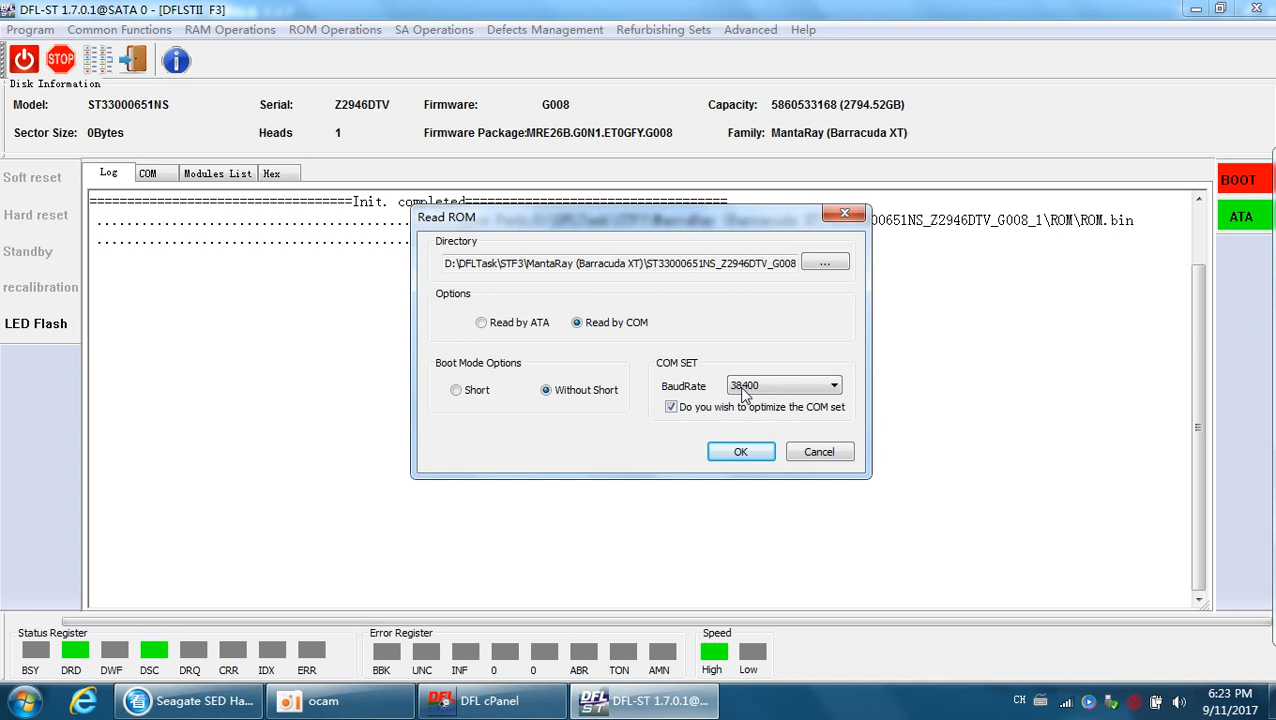 DFL-ST 1.7.0.1@SATA 0 - [DFLSTII F3]
Program Common Functions RAM Operations ROM Operations SA Operations Defects Management Refurbishing Sets Advanced Help
STOP
Disk Information
Model: ST33000651NS Serial: Z2946DTV Firmware: G008 Capacity: 5860533168 (2794.52GB)
Sector Size: 0Bytes Heads 1 Firmware Package:MRE26B.G0N1.ET0GFY.G008 Family: MantaRay (Barracuda XT)
Log COM Modules List Hex
Soft reset
Hard reset
Standby
recalibration
LED Flash
BOOT
ATA
==================================Init. completed==================================
00651NS_Z2946DTV_G008_1\ROM\ROM.bin
Read ROM
Directory
D:\DFLTask\STF3\MantaRay (Barracuda XT)\ST33000651NS_Z2946DTV_G008 ...
Options
Read by ATA Read by COM
Boot Mode Options
Short Without Short
COM SET
BaudRate 38400
Do you wish to optimize the COM set
OK Cancel
Status Register Error Register Speed
BSY DRD DWF DSC DRQ CRR IDX ERR BBK UNC INF 0 0 ABR TON AMN High Low
Seagate SED Ha... ocam DFL cPanel DFL-ST 1.7.0.1@... CH 6:23 PM
9/11/2017